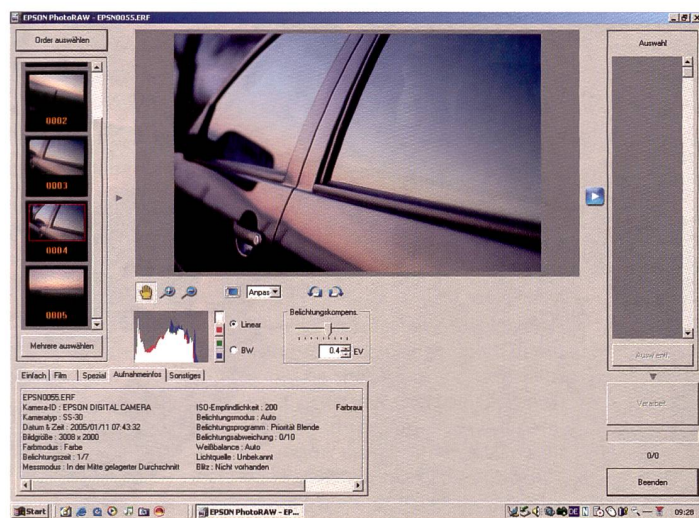 EPSON PhotoRAW - EPSN0055.ERF
Order auswählen
0002
0003
0004
0005
Mehrere auswählen
Anpas
Linear
BW
Belichtungskompens.
0.4 EV
Einfach Film Spezial Aufnahmeinfos Sonstiges
EPSN0055.ERF
Kamera-ID : EPSON DIGITAL CAMERA
Kameratyp : SS-30
Datum & Zeit : 2005/01/11 07:43:32
Bildgröße : 3008 x 2000
Farbmodus : Farbe
Belichtungszeit : 1/7
Messmodus : In der Mitte gelagerter Durchschnitt
ISO-Empfindlichkeit : 200
Belichtungsmodus : Auto
Belichtungsprogramm : Priorität Blende
Belichtungsabweichung : 0/10
Weißbalance : Auto
Lichtquelle : Unbekannt
Blitz : Nicht vorhanden
Farbraur
Auswahl
Ausw/entf.
Verarbeit.
0/0
Beenden
Start
EPSON PhotoRAW - EP...
DE
09:28